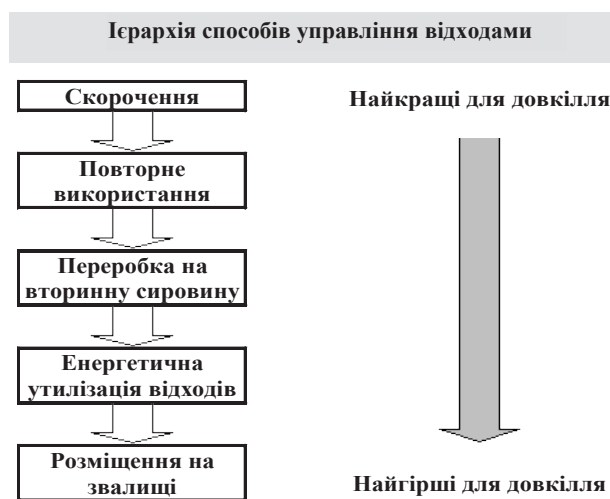 Ієрархія способів управління відходами
Скорочення
Найкращі для довкілля
Повторне
використання
Переробка на
вторинну сировину
Енергетична
утилізація відходів
Розміщення на
звалищі
Найгірші для довкілля